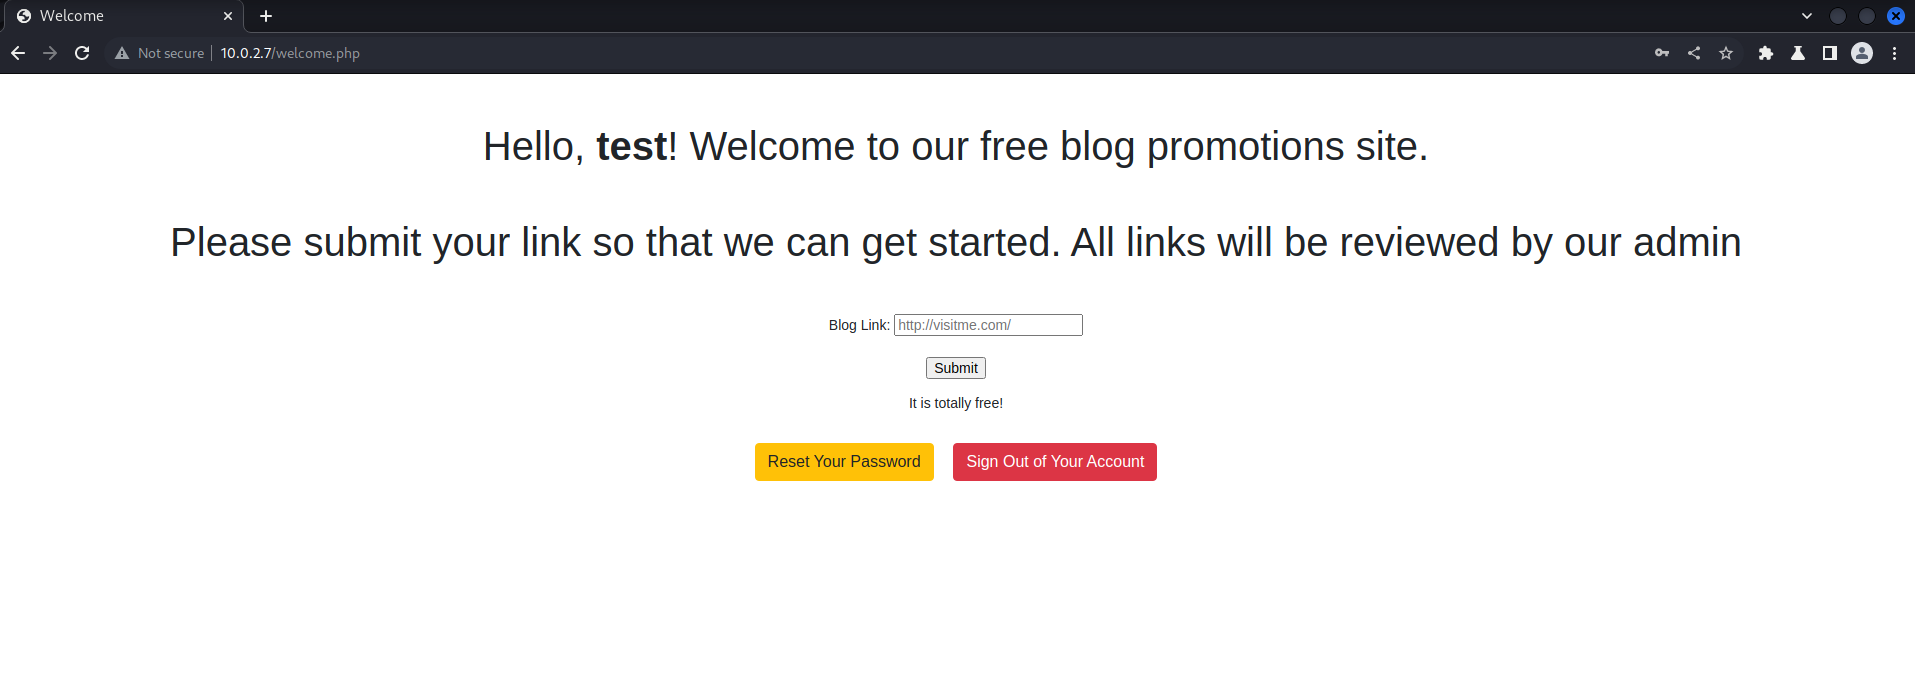 Welcome
Not secure 10.0.2.7/welcome.php
Hello, test! Welcome to our free blog promotions site.
Please submit your link so that we can get started. All links will be reviewed by our admin
Blog Link: http://visitme.com/
Submit
It is totally free!
Reset Your Password Sign Out of Your Account